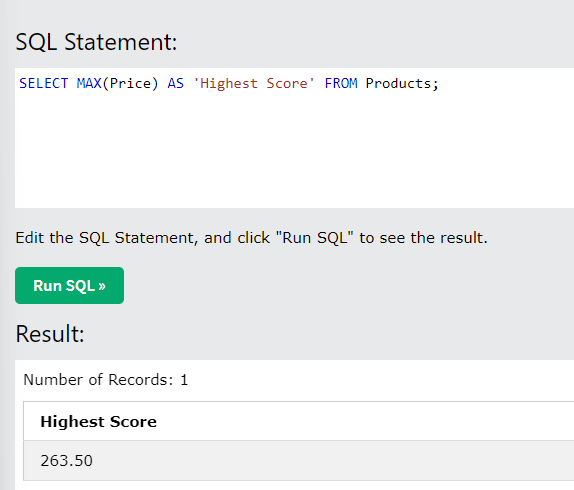 SQL Statement:
SELECT MAX(Price) AS 'Highest Score' FROM Products;
Edit the SQL Statement, and click "Run SQL" to see the result.
Run SQL »
Result:
Number of Records: 1
Highest Score
263.50